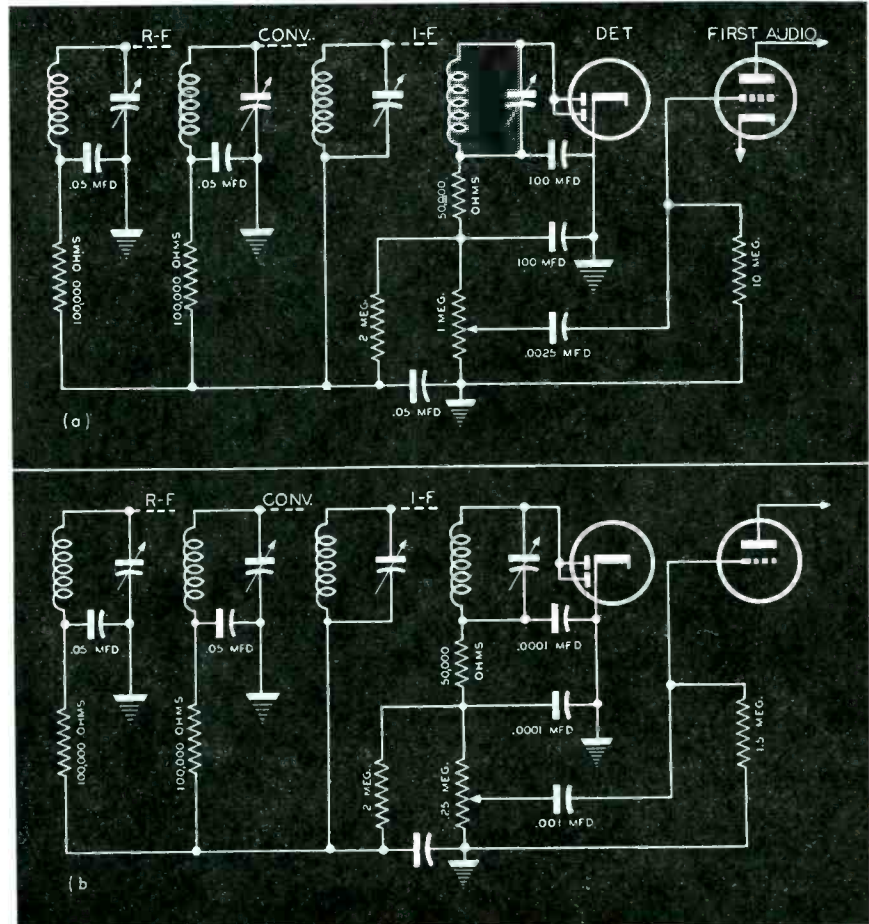 R-F CONV. I-F DET FIRST AUDIO
.05 MFD .05 MFD 100 MFD
50,000 OHMS
100,000 OHMS 100,000 OHMS 100 MFD 10 MEG.
2 MEG. 1 MEG. .0025 MFD
.05 MFD
(a)
R-F CONV. I-F
.05 MFD .05 MFD .0001 MFD
50,000 OHMS
100,000 OHMS 100,000 OHMS .0001 MFD 1.5 MEG.
2 MEG. .25 MEG. .001 MFD
(b